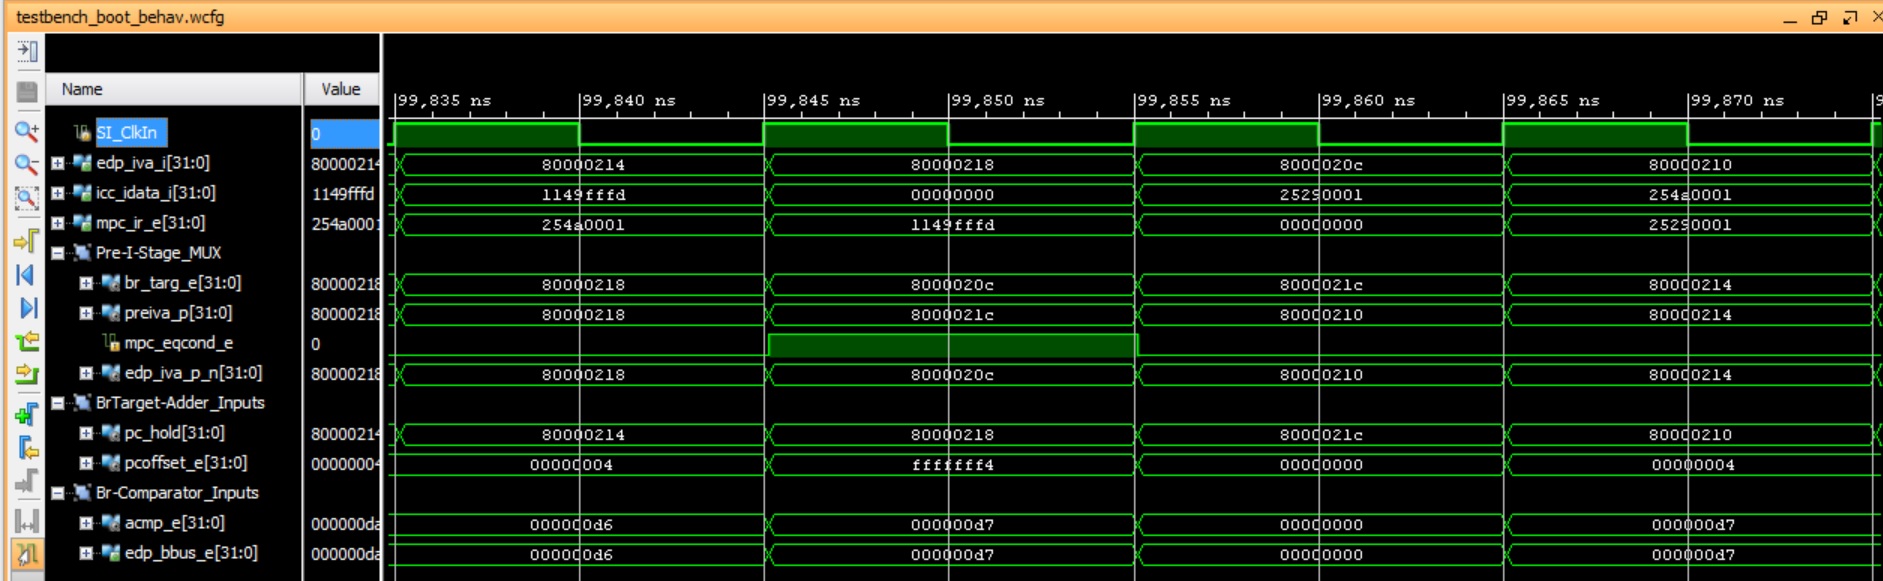 testbench_boot_behav.wcfg
Name Value 99,835 ns 99,840 ns 99,845 ns 99,850 ns 99,855 ns 99,860 ns 99,865 ns 99,870 ns 9
SI_ClkIn 0
edp_iva_i[31:0] 80000214 80000214 80000218 8000020c 80000210
icc_idata_i[31:0] 1149fffd 1149fffd 00000000 25290001 254a0001
mpc_ir_e[31:0] 254a0001 254a0001 1149fffd 00000000 25290001
Pre-I-Stage_MUX
br_targ_e[31:0] 80000218 80000218 8000020c 8000021c 80000214
preiva_p[31:0] 80000218 80000218 8000021c 80000210 80000214
mpc_eqcond_e 0
edp_iva_p_n[31:0] 80000218 80000218 8000020c 80000210 80000214
BrTarget-Adder_Inputs
pc_hold[31:0] 80000214 80000214 80000218 8000021c 80000210
pcoffset_e[31:0] 00000004 00000004 fffffff4 00000000 00000004
Br-Comparator_Inputs
acmp_e[31:0] 000000da 000000d6 000000d7 00000000 000000d7
edp_bbus_e[31:0] 000000da 000000d6 000000d7 00000000 000000d7